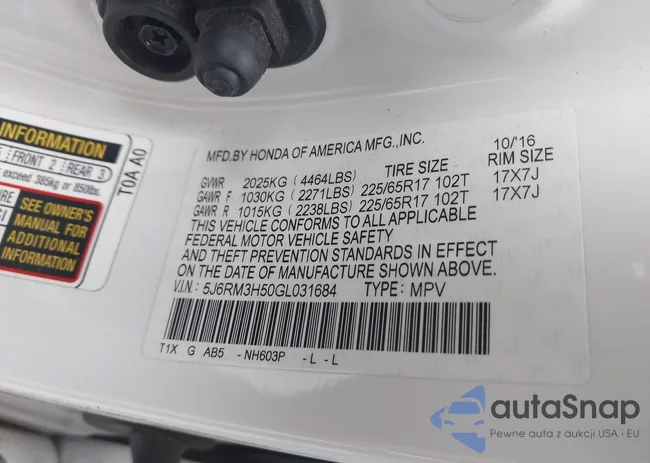 INFORMATION
FRONT 2 REAR 3
exceed 385kg or 850lbs.
SEE OWNER'S
MANUAL FOR
ADDITIONAL
INFORMATION
T0A A0
MFD.BY HONDA OF AMERICA MFG.,INC. 10/'16
TIRE SIZE RIM SIZE
GVWR 2025KG (4464LBS)
GAWR F 1030KG (2271LBS) 225/65R17 102T 17X7J
GAWR R 1015KG (2238LBS) 225/65R17 102T 17X7J
THIS VEHICLE CONFORMS TO ALL APPLICABLE
FEDERAL MOTOR VEHICLE SAFETY
AND THEFT PREVENTION STANDARDS IN EFFECT
ON THE DATE OF MANUFACTURE SHOWN ABOVE.
V.I.N.: 5J6RM3H50GL031684 TYPE: MPV
T1X G AB5 -NH603P -L -L
autaSnap
Pewne auta z aukcji USA i EU